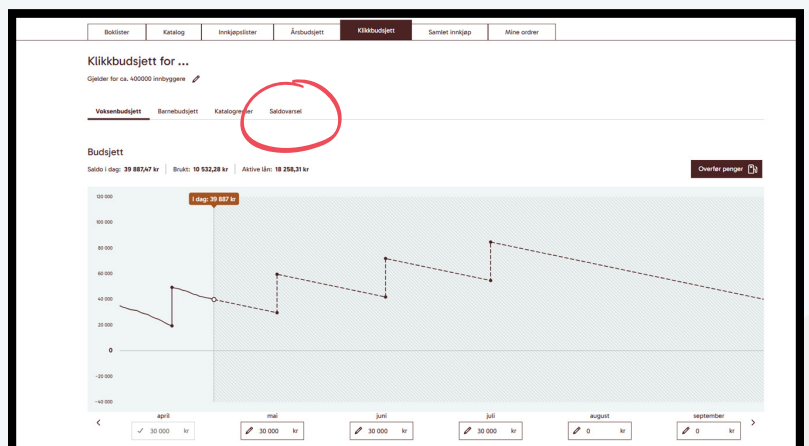 Boklister Katalog Innkjøpslister Årsbudsjett Klikkbudsjett Samlet innkjøp Mine ordrer
Klikkbudsjett for ...
Gjelder for ca. 400000 innbyggere
Voksenbudsjett Barnebudsjett Katalogregler Saldovarsel
Budsjett
Saldo i dag: 39 887,47 kr Brukt: 10 532,28 kr Aktive lån: 18 258,31 kr
Overfør penger
120 000
I dag: 39 887 kr
100 000
80 000
60 000
40 000
20 000
0
-20 000
-40 000
april mai juni juli august september
30 000 kr 30 000 kr 30 000 kr 30 000 kr 0 kr 0 kr